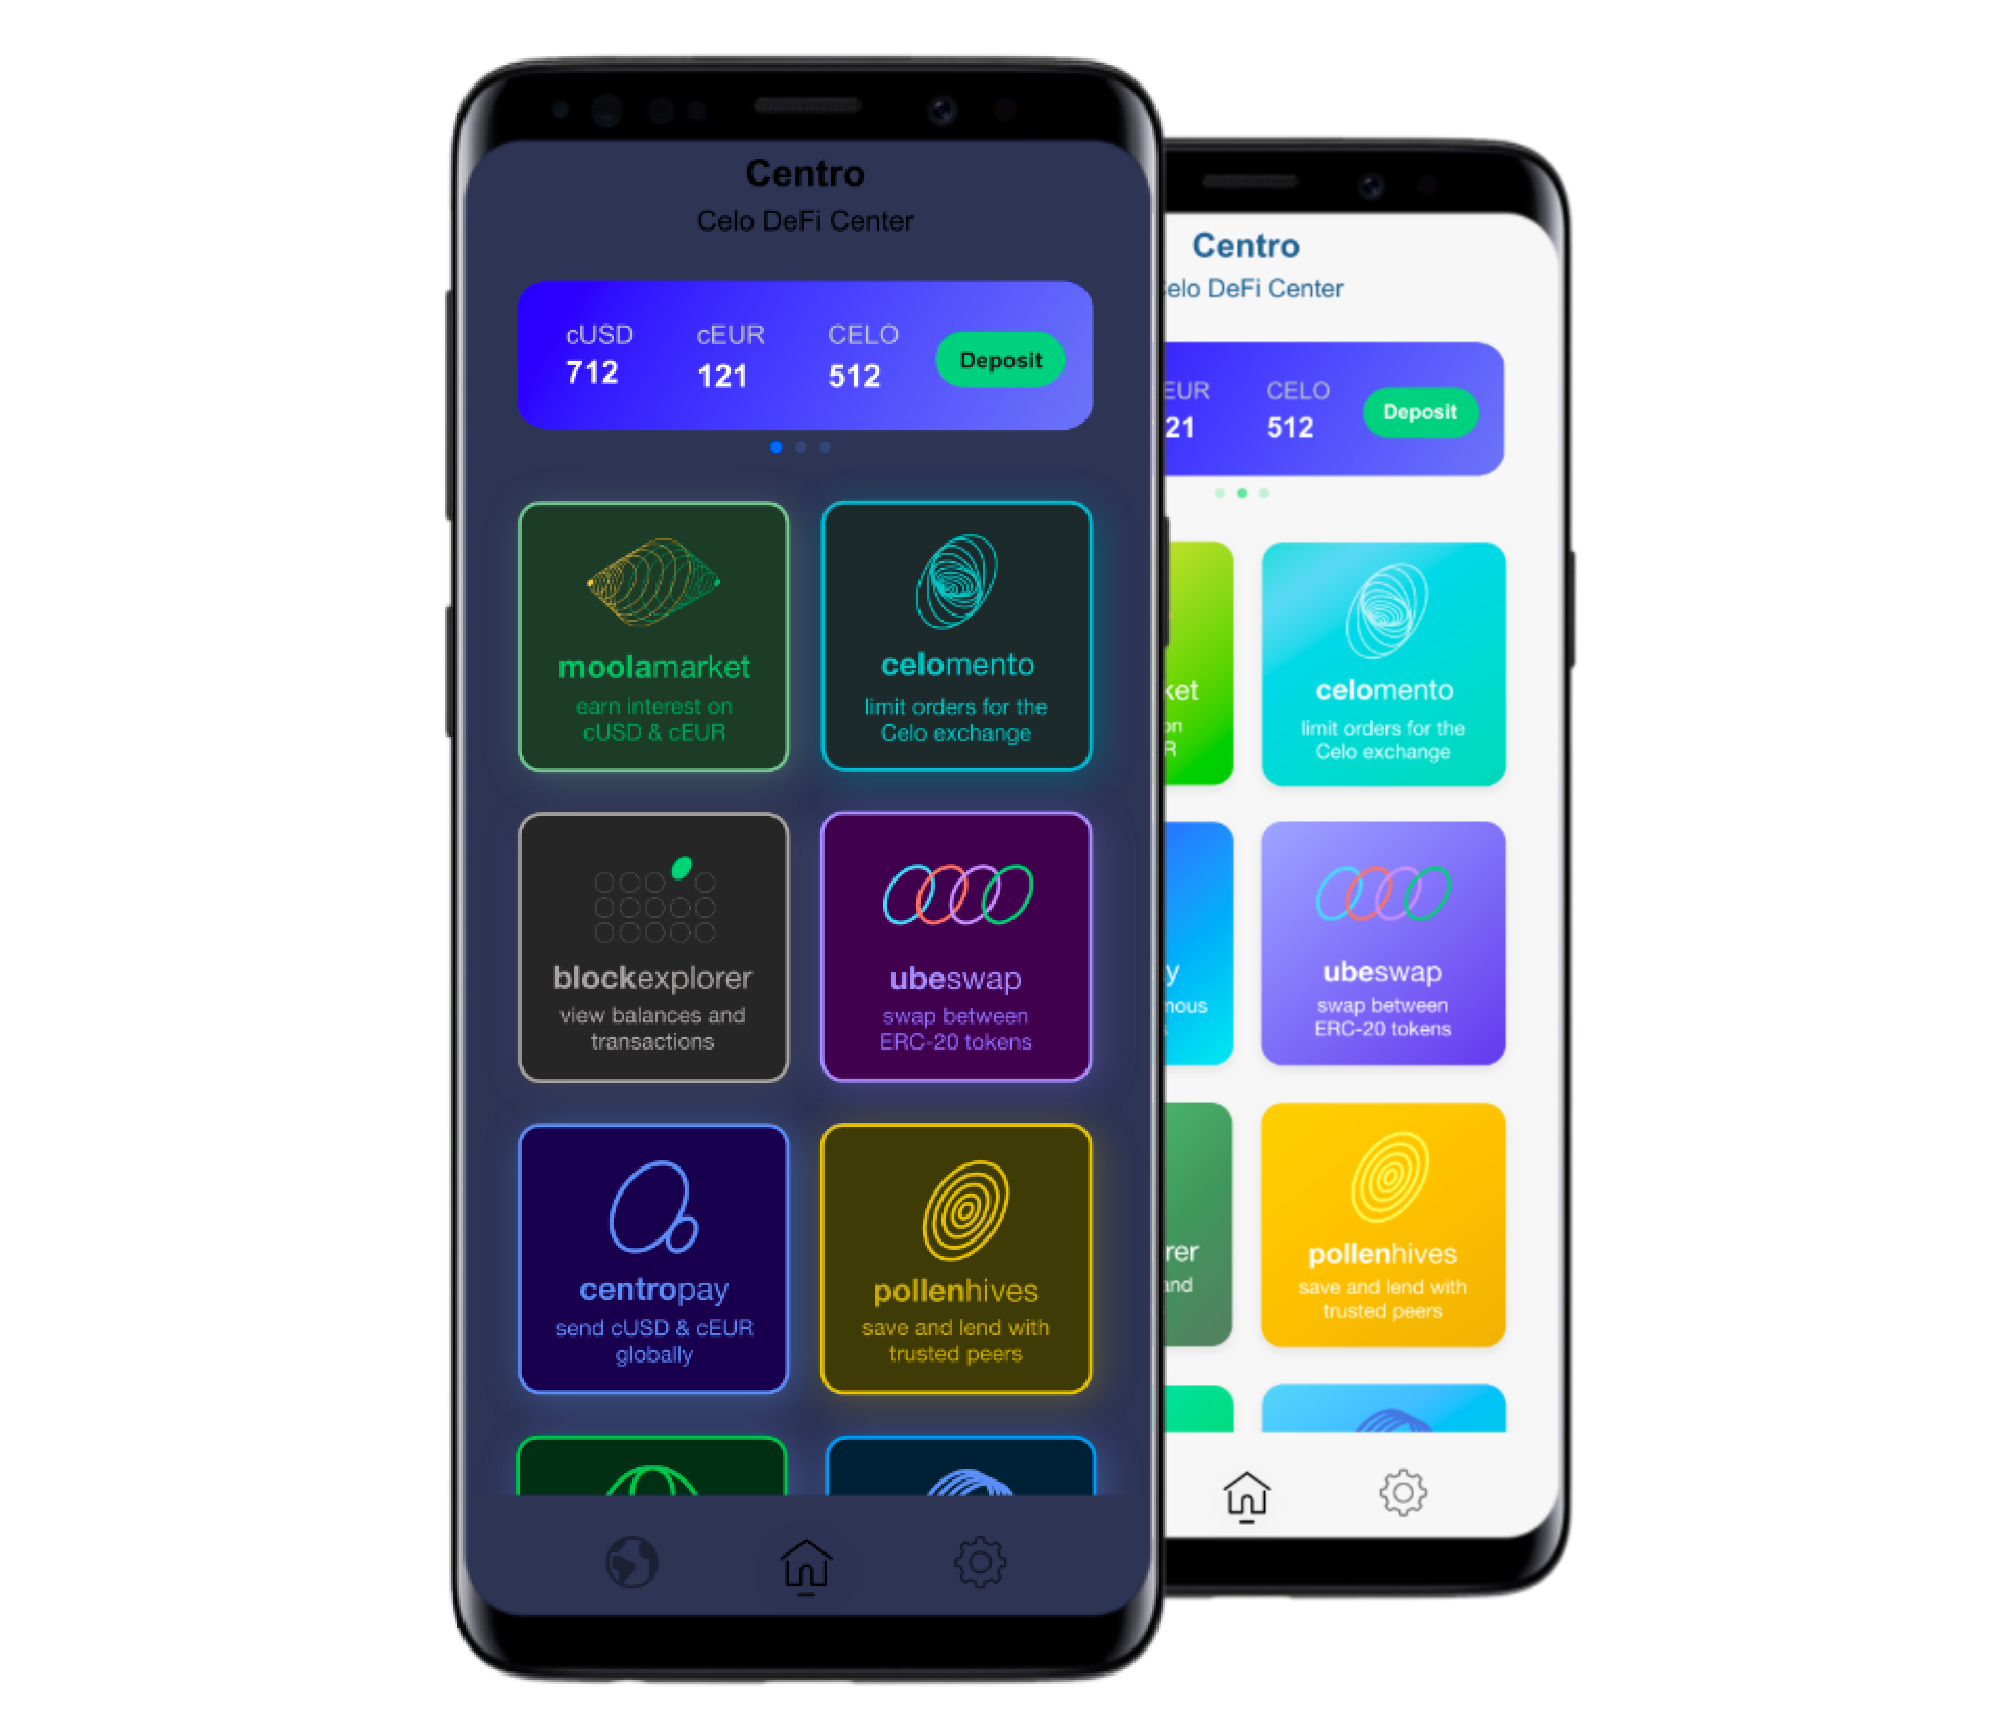 Centro
Celo DeFi Center
cUSD
cEUR
CELO
712
121
512
Deposit
moolamarket
earn interest on
cUSD & cEUR
celomento
limit orders for the
Celo exchange
blockexplorer
view balances and
transactions
ubeswap
swap between
ERC-20 tokens
centropay
send cUSD & cEUR
globally
pollenhives
save and lend with
trusted peers
Centro
elo DeFi Center
EUR
CELO
21
512
Deposit
ket
on
R
celomento
limit orders for the
Celo exchange
y
mous
ubeswap
swap between
ERC-20 tokens
rer
and
pollenhives
save and lend with
trusted peers